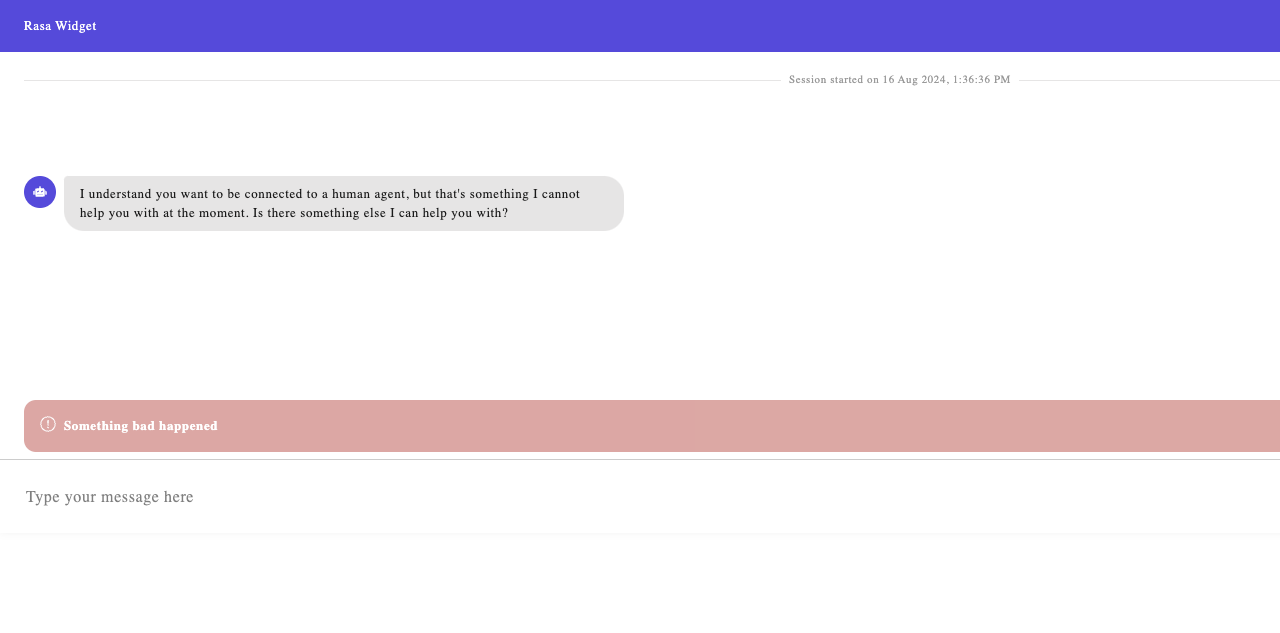 Rasa Widget
Session started on 16 Aug 2024, 1:36:36 PM
I understand you want to be connected to a human agent, but that's something I cannot
help you with at the moment. Is there something else I can help you with?
Something bad happened
Type your message here